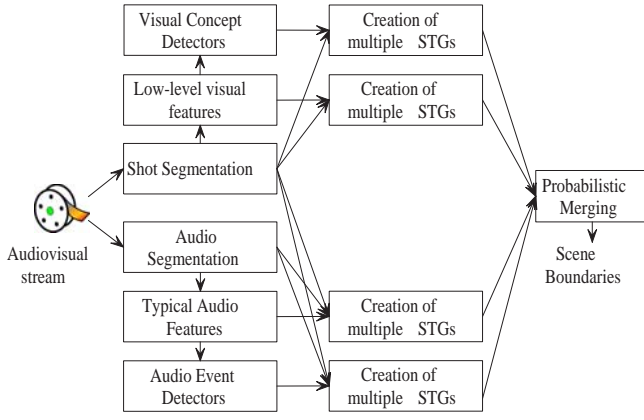 Visual Concept
Detectors
Creation of
multiple STGs
Low-level visual
features
Creation of
multiple STGs
Shot Segmentation
Audiovisual
stream
Probabilistic
Merging
Scene
Boundaries
Audio
Segmentation
Typical Audio
Features
Creation of
multiple STGs
Audio Event
Detectors
Creation of
multiple STGs